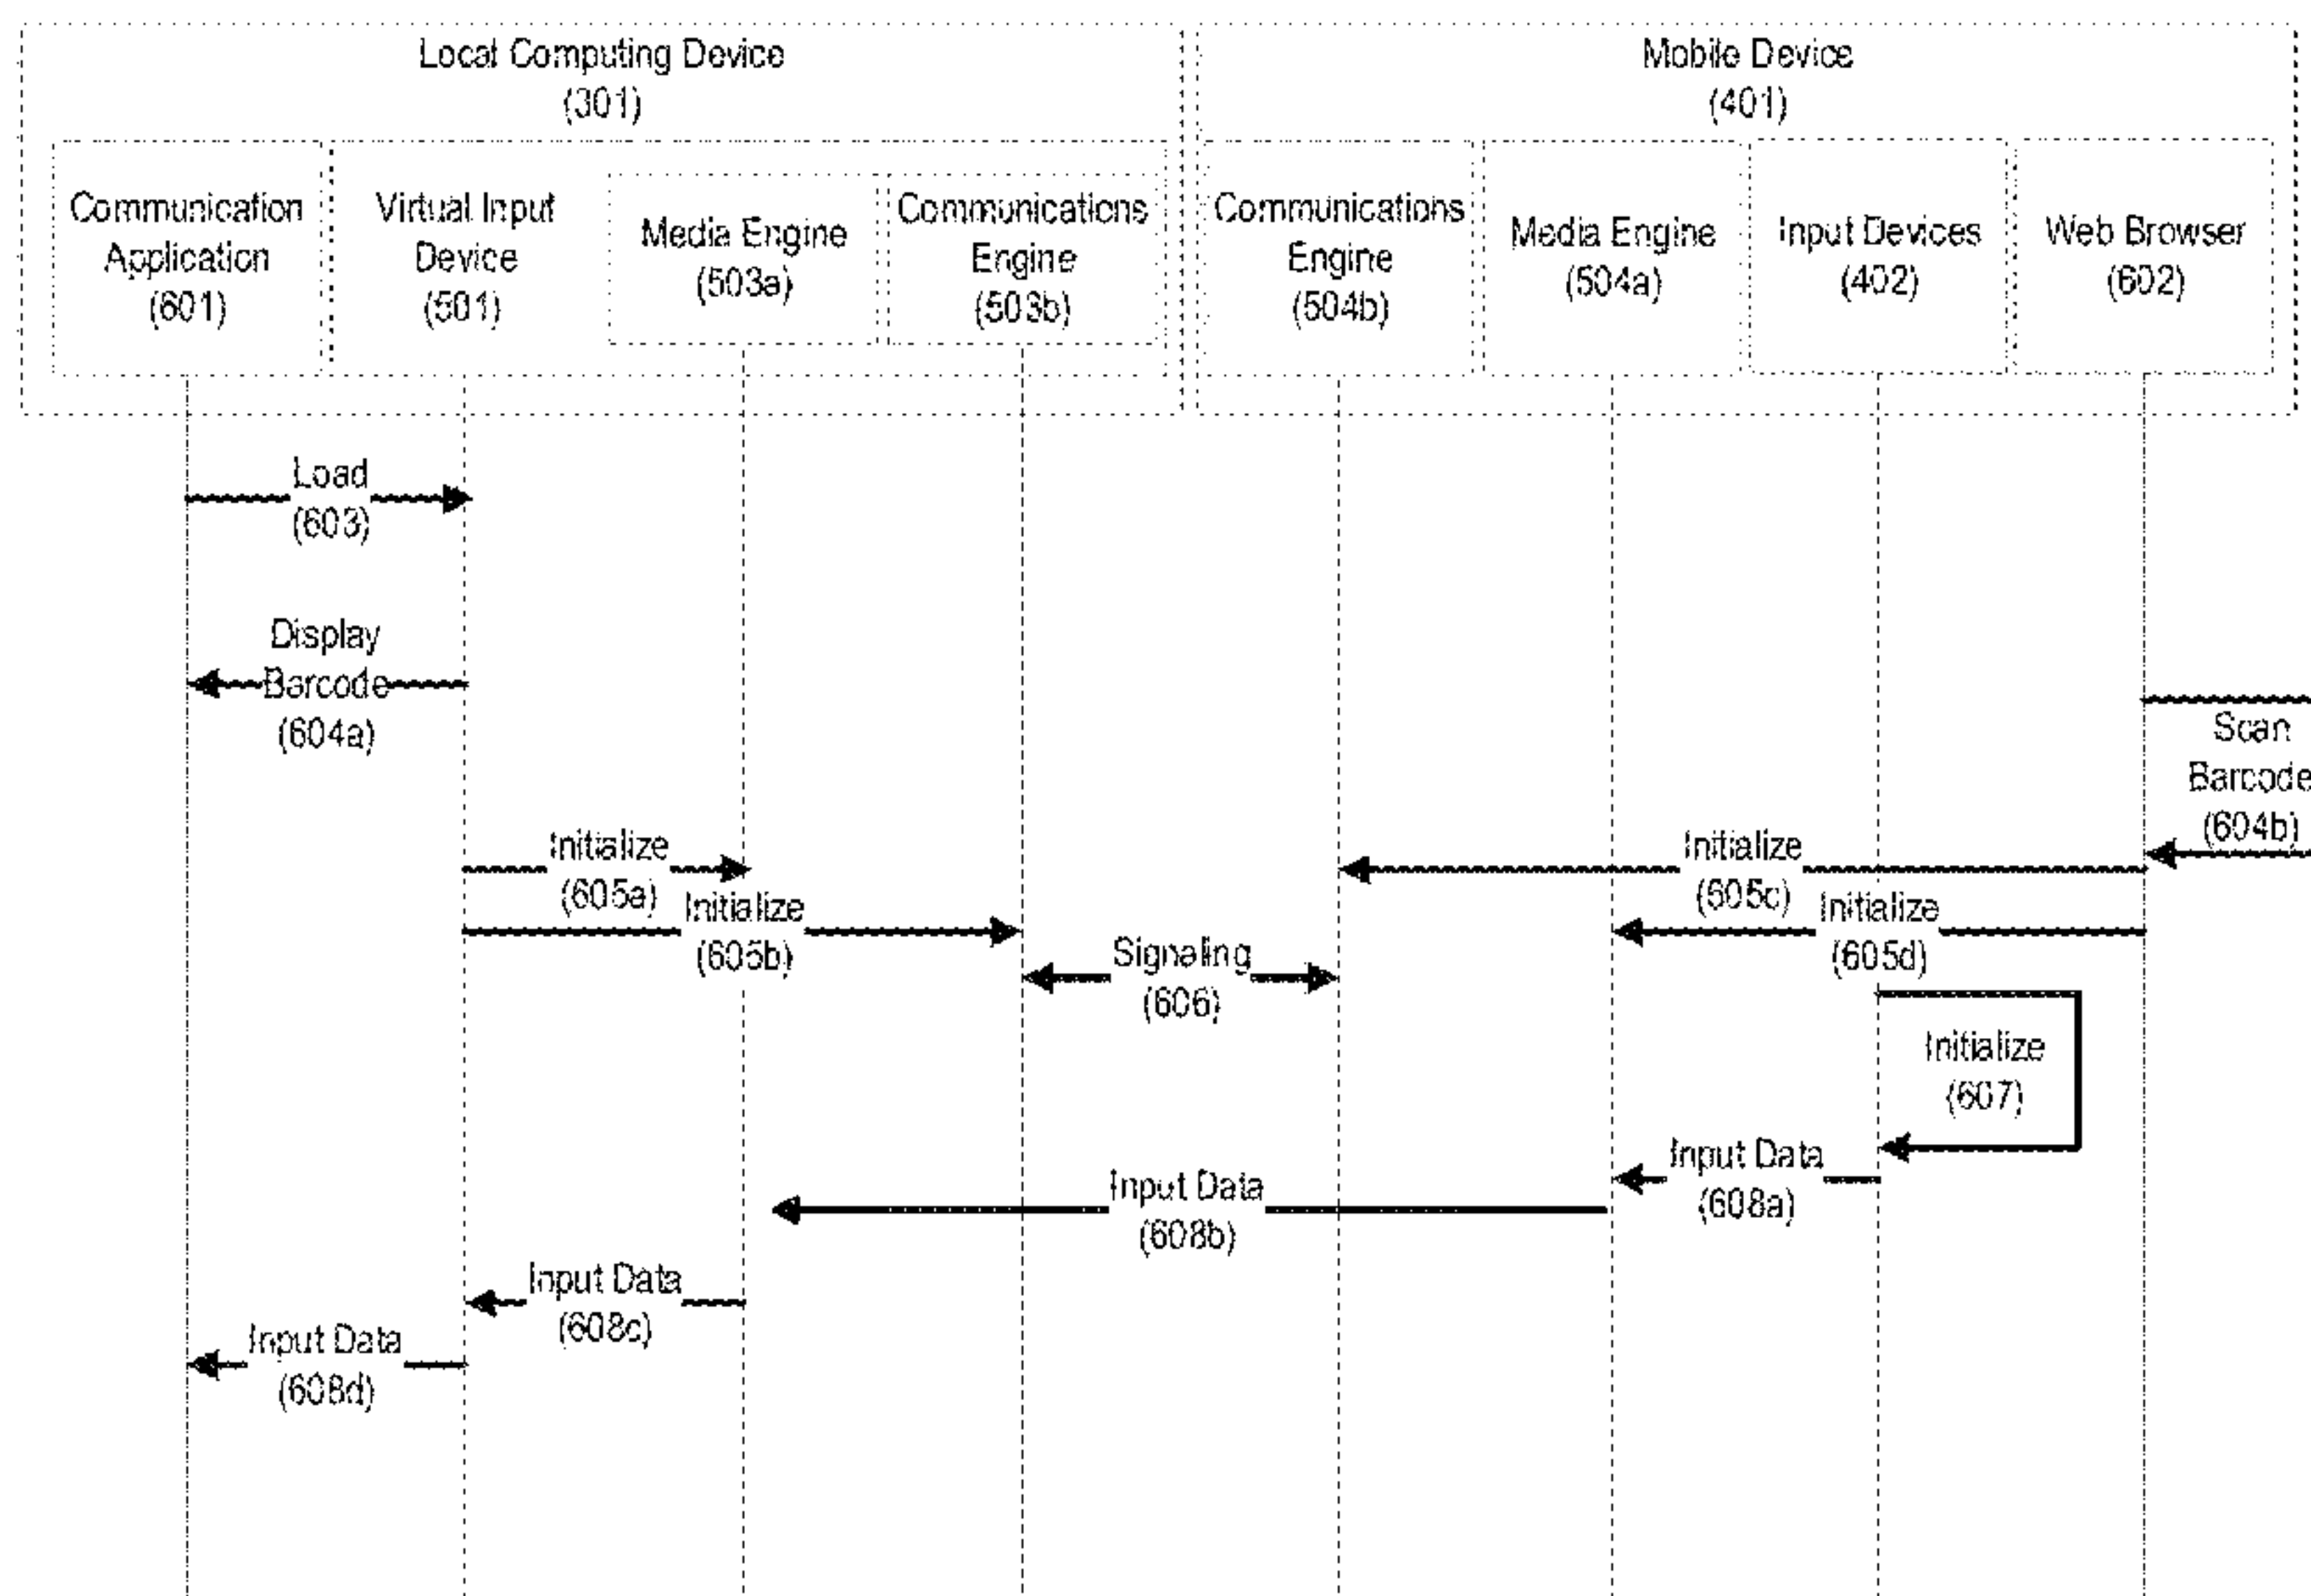 Local Computing Device
(301)
Mobile Device
(401)
Communication
Application
(601)
Virtual Input
Device
(501)
Media Engine
(503a)
Communications
Engine
(503b)
Communications
Engine
(504b)
Media Engine
(504a)
Input Devices
(402)
Web Browser
(602)
Load
(603)
Display
Barcode
(604a)
Scan
Barcode
(604b)
Initialize
(605a)
Initialize
(605b)
Initialize
(605c)
Initialize
(605d)
Signaling
(606)
Initialize
(607)
Input Data
(608a)
Input Data
(608b)
Input Data
(608c)
Input Data
(608d)